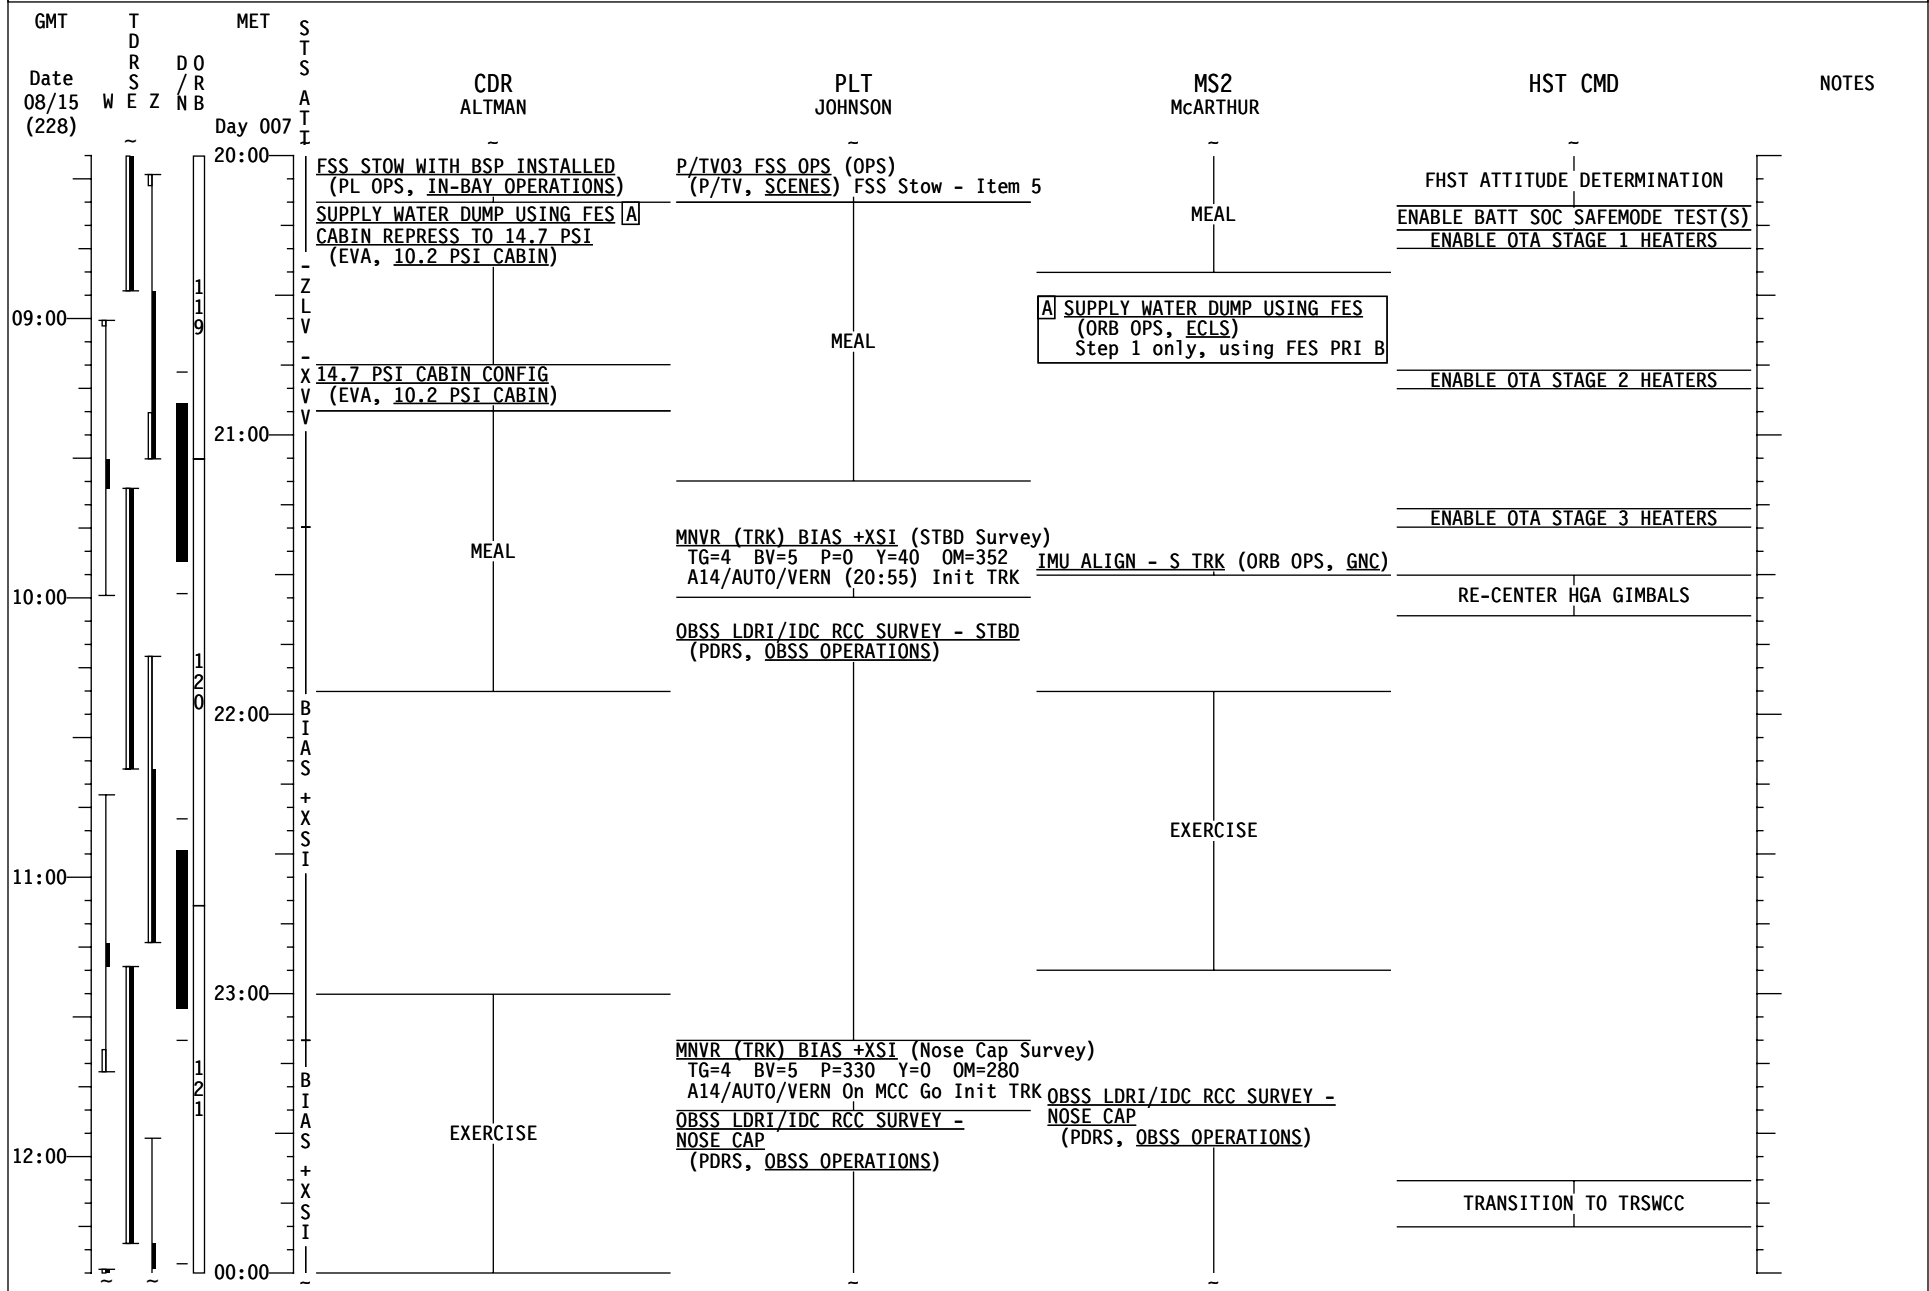 GMT
TDRSE
MET
STS ATT
Date
08/15
(228)
W E Z
D/N
ORB
Day 007
CDR
ALTMAN
PLT
JOHNSON
MS2
McARTHUR
HST CMD
NOTES
~ ~ ~ ~ ~
20:00
FSS STOW WITH BSP INSTALLED
(PL OPS, IN-BAY OPERATIONS)
SUPPLY WATER DUMP USING FES A
CABIN REPRESS TO 14.7 PSI
(EVA, 10.2 PSI CABIN)
P/TV03 FSS OPS (OPS)
(P/TV, SCENES) FSS Stow - Item 5
MEAL
FHST ATTITUDE DETERMINATION
ENABLE BATT SOC SAFEMODE TEST(S)
ENABLE OTA STAGE 1 HEATERS
119
-ZLV -XVV
09:00
MEAL
A SUPPLY WATER DUMP USING FES
(ORB OPS, ECLS)
Step 1 only, using FES PRI B
14.7 PSI CABIN CONFIG
(EVA, 10.2 PSI CABIN)
ENABLE OTA STAGE 2 HEATERS
21:00
MEAL
MNVR (TRK) BIAS +XSI (STBD Survey)
TG=4 BV=5 P=0 Y=40 OM=352
A14/AUTO/VERN (20:55) Init TRK
IMU ALIGN - S TRK (ORB OPS, GNC)
ENABLE OTA STAGE 3 HEATERS
10:00
RE-CENTER HGA GIMBALS
OBSS LDRI/IDC RCC SURVEY - STBD
(PDRS, OBSS OPERATIONS)
120
22:00
BIAS +XSI
EXERCISE
11:00
23:00
MNVR (TRK) BIAS +XSI (Nose Cap Survey)
TG=4 BV=5 P=330 Y=0 OM=280
A14/AUTO/VERN On MCC Go Init TRK
121
BIAS +XSI
EXERCISE
OBSS LDRI/IDC RCC SURVEY -
NOSE CAP
(PDRS, OBSS OPERATIONS)
OBSS LDRI/IDC RCC SURVEY -
NOSE CAP
(PDRS, OBSS OPERATIONS)
12:00
TRANSITION TO TRSWCC
00:00
~ ~ ~ ~ ~